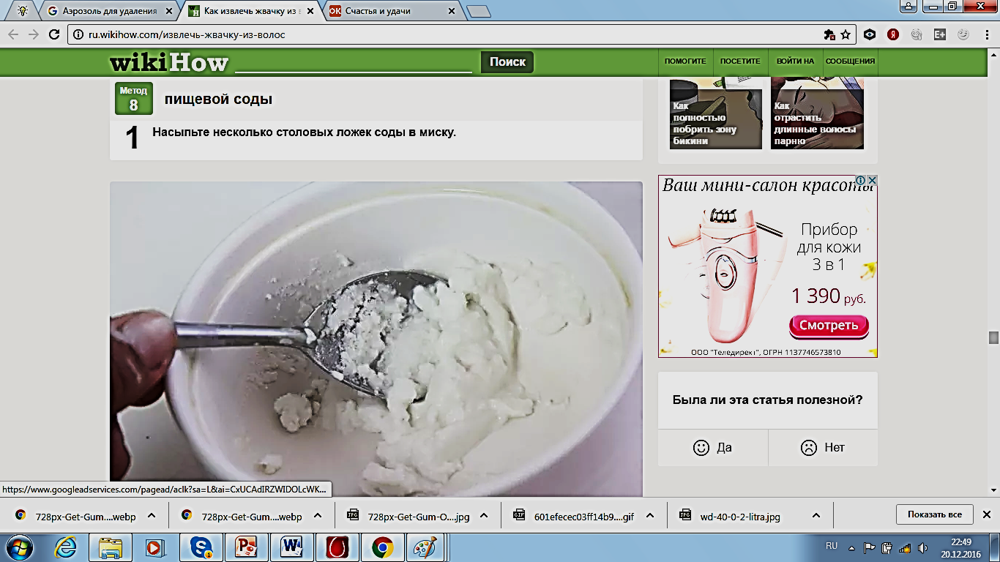 Аэрозоль для удаления
Как извлечь жвачку из в
Счастья и удачи
ru.wikihow.com/извлечь-жвачку-из-волос
wikiHow
Поиск
ПОМОГИТЕ
ПОСЕТИТЕ
ВОЙТИ НА
СООБЩЕНИЯ
Метод
8
пищевой соды
1
Насыпьте несколько столовых ложек соды в миску.
Как
полностью
побрить зону
бикини
Как
отрастить
длинные волосы
парню
Ваш мини-салон красоты
Прибор
для кожи
3 в 1
1 390 руб.
Смотреть
ООО "Теледирект", ОГРН 1137746573810
Была ли эта статья полезной?
Да
Нет
https://www.googleadservices.com/pagead/aclk?sa=L&ai=CxUCAdIRZWIDOLcWK...
728px-Get-Gum....webp
728px-Get-Gum....webp
728px-Get-Gum-O....jpg
601efecec03ff14b9....gif
wd-40-0-2-litra.jpg
Показать все
RU
22:49
20.12.2016